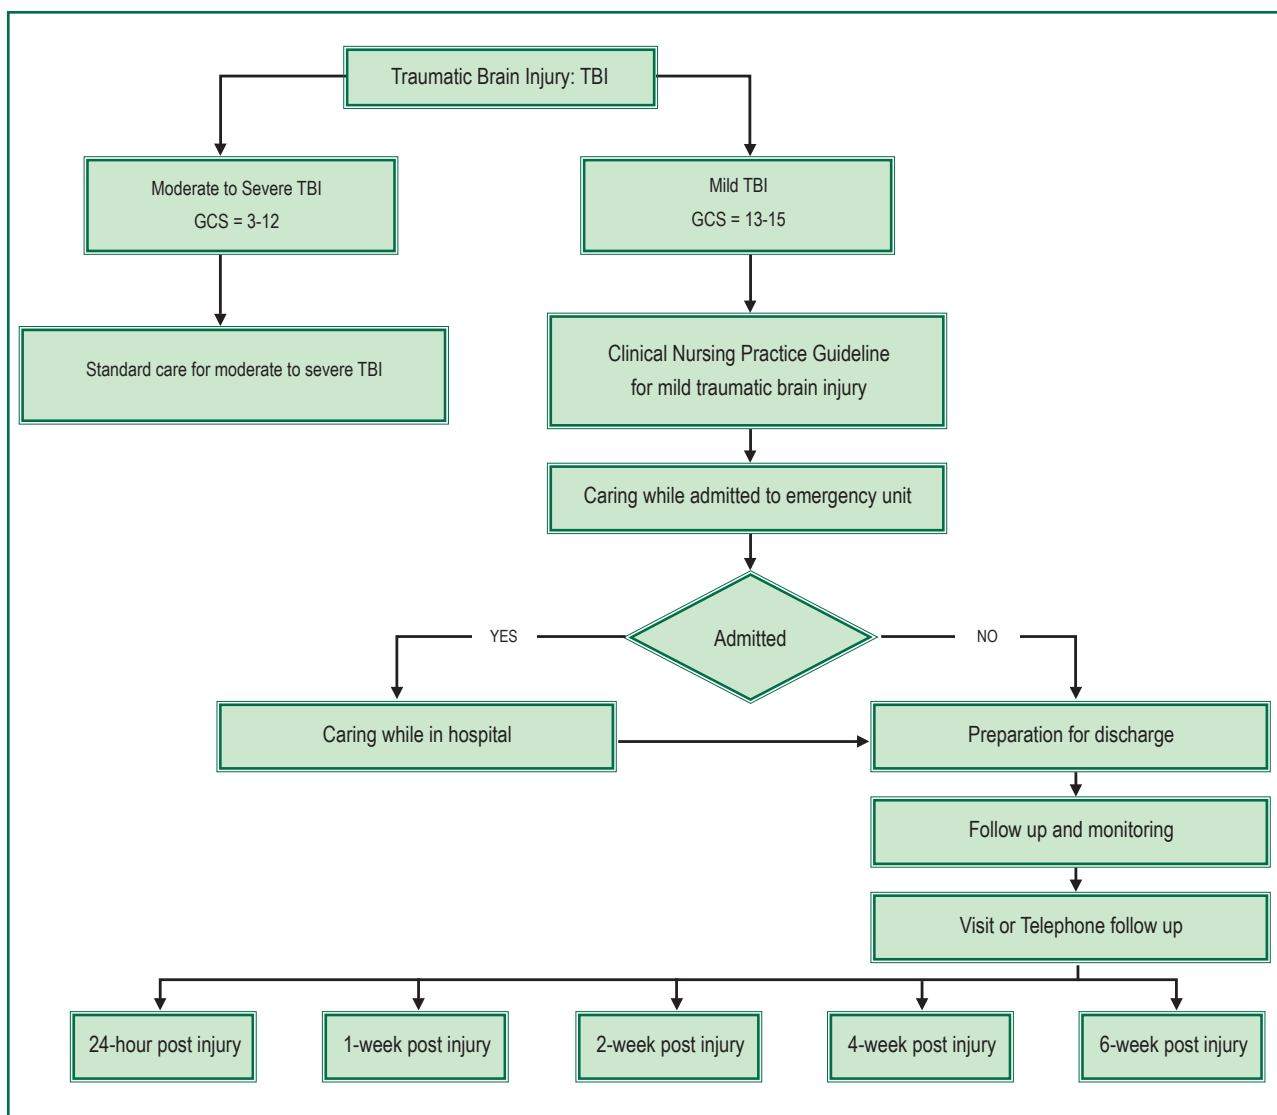 Traumatic Brain Injury: TBI
Moderate to Severe TBI
GCS = 3-12
Mild TBI
GCS = 13-15
Standard care for moderate to severe TBI
Clinical Nursing Practice Guideline
for mild traumatic brain injury
Caring while admitted to emergency unit
Admitted
YES
NO
Caring while in hospital
Preparation for discharge
Follow up and monitoring
Visit or Telephone follow up
24-hour post injury
1-week post injury
2-week post injury
4-week post injury
6-week post injury